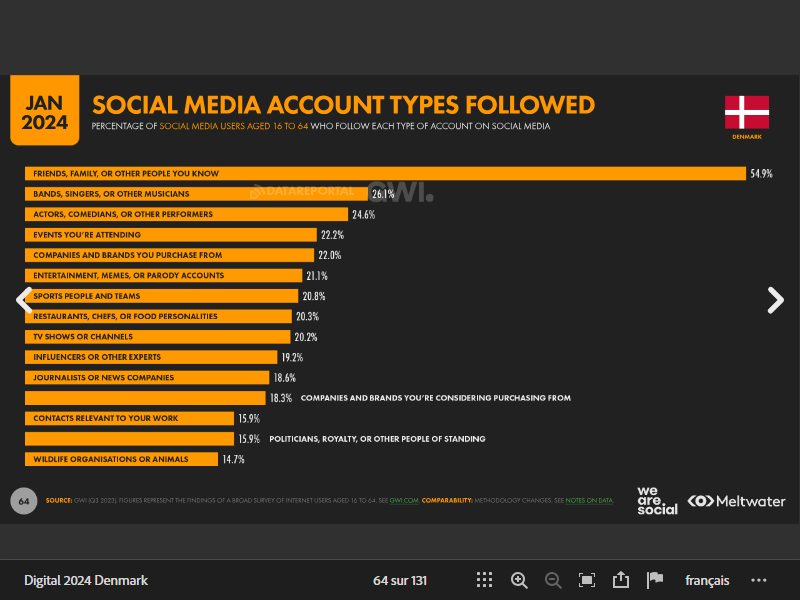 JAN
2024
SOCIAL MEDIA ACCOUNT TYPES FOLLOWED
PERCENTAGE OF SOCIAL MEDIA USERS AGED 16 TO 64 WHO FOLLOW EACH TYPE OF ACCOUNT ON SOCIAL MEDIA
DENMARK
FRIENDS, FAMILY, OR OTHER PEOPLE YOU KNOW 54.9%
DATAREPORTAL GWI.
BANDS, SINGERS, OR OTHER MUSICIANS 26.1%
ACTORS, COMEDIANS, OR OTHER PERFORMERS 24.6%
EVENTS YOU'RE ATTENDING 22.2%
COMPANIES AND BRANDS YOU PURCHASE FROM 22.0%
ENTERTAINMENT, MEMES, OR PARODY ACCOUNTS 21.1%
SPORTS PEOPLE AND TEAMS 20.8%
RESTAURANTS, CHEFS, OR FOOD PERSONALITIES 20.3%
TV SHOWS OR CHANNELS 20.2%
INFLUENCERS OR OTHER EXPERTS 19.2%
JOURNALISTS OR NEWS COMPANIES 18.6%
18.3% COMPANIES AND BRANDS YOU'RE CONSIDERING PURCHASING FROM
CONTACTS RELEVANT TO YOUR WORK 15.9%
15.9% POLITICIANS, ROYALTY, OR OTHER PEOPLE OF STANDING
WILDLIFE ORGANISATIONS OR ANIMALS 14.7%
64
SOURCE: GWI (Q3 2023). FIGURES REPRESENT THE FINDINGS OF A BROAD SURVEY OF INTERNET USERS AGED 16 TO 64. SEE GWI.COM. COMPARABILITY: METHODOLOGY CHANGES. SEE NOTES ON DATA.
we
are.
social
Meltwater
Digital 2024 Denmark
64 sur 131
français